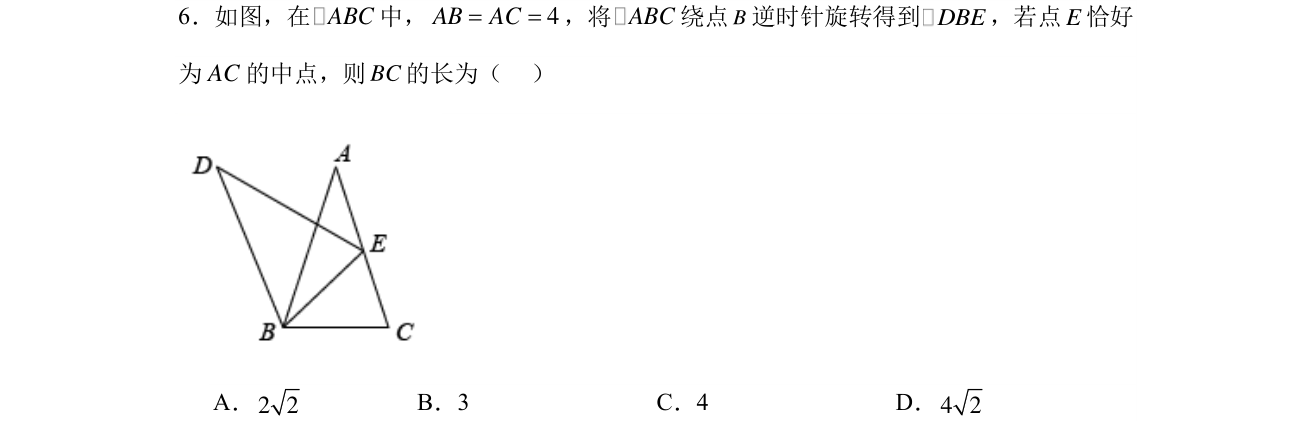 6．如图，在▯ABC 中， AB = AC = 4，将▯ABC 绕点 B 逆时针旋转得到▯DBE，若点 E 恰好
为 AC 的中点，则 BC 的长为（ ）
A
D
E
B
C
A．2√2 B．3 C．4 D．4√2